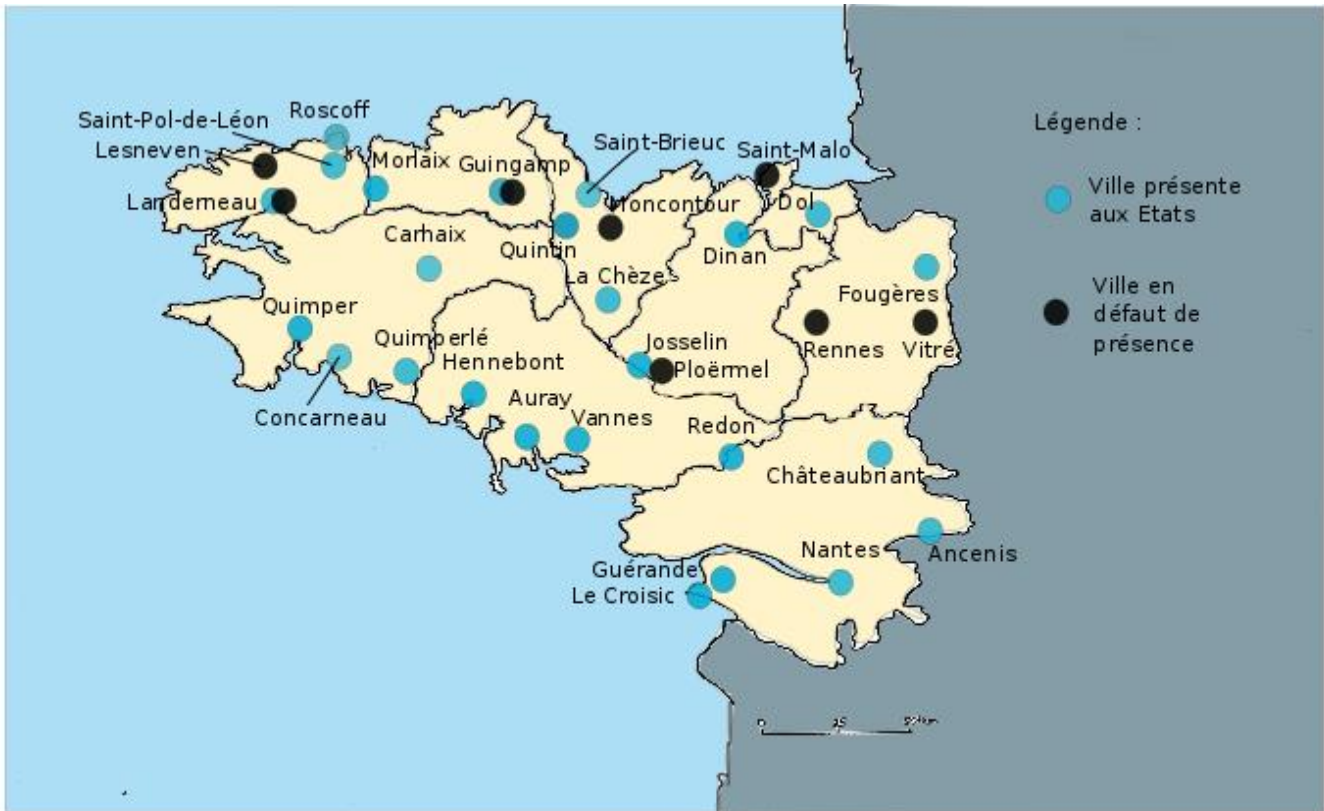 Roscoff
Saint-Pol-de-Léon
Lesneven
Landerneau
Morlaix
Guingamp
Saint-Brieuc
Saint-Malo
Moncontour
Dol
Dinan
Quintin
Carhaix
La Chèze
Fougères
Rennes
Vitré
Quimper
Quimperlé
Hennebont
Josselin
Ploërmel
Concarneau
Auray
Vannes
Redon
Châteaubriant
Nantes
Ancenis
Guérande
Le Croisic
Légende :
Ville présente
aux Etats
Ville en
défaut de
présence
0